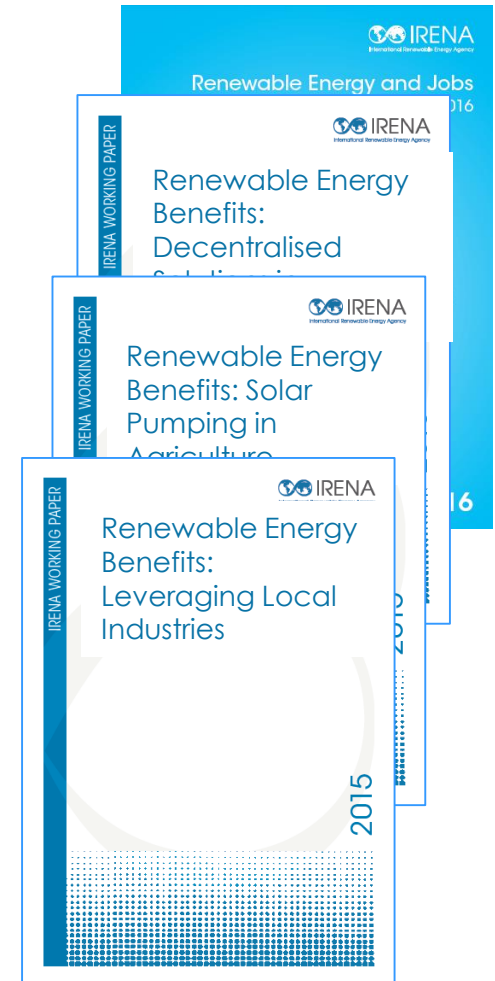 IRENA
International Renewable Energy Agency
Renewable Energy and Jobs
IRENA
International Renewable Energy Agency
IRENA WORKING PAPER
Renewable Energy
Benefits:
Decentralised
IRENA
International Renewable Energy Agency
IRENA WORKING PAPER
Renewable Energy
Benefits: Solar
Pumping in
Agriculture
IRENA
IRENA WORKING PAPER
Renewable Energy
Benefits:
Leveraging Local
Industries
2015